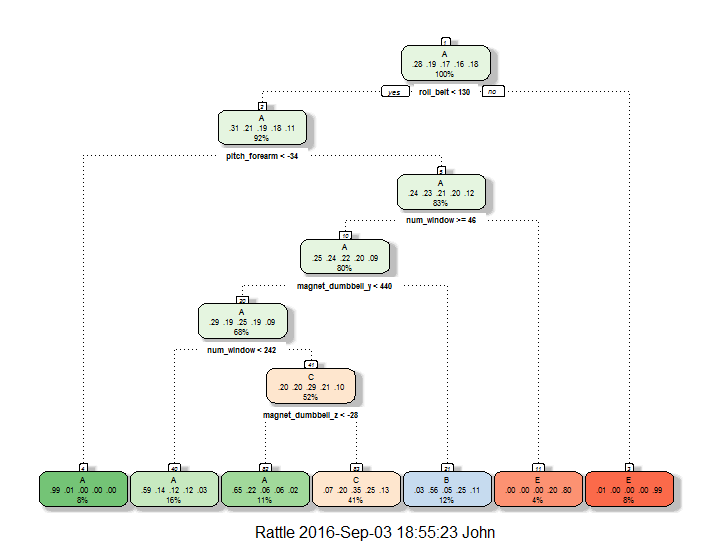 1
A
.28 .19 .17 .16 .18
100%
yes roll_belt < 130 no
2
A
.31 .21 .19 .18 .11
92%
pitch_forearm < -34
5
A
.24 .23 .21 .20 .12
83%
num_window >= 46
10
A
.25 .24 .22 .20 .09
80%
magnet_dumbbell_y < 440
20
A
.29 .19 .25 .19 .09
68%
num_window < 242
41
C
.20 .20 .29 .21 .10
52%
magnet_dumbbell_z < -28
4
A
.99 .01 .00 .00 .00
8%
40
A
.59 .14 .12 .12 .03
16%
82
A
.65 .22 .06 .06 .02
11%
83
C
.07 .20 .35 .25 .13
41%
21
B
.03 .56 .05 .25 .11
12%
11
E
.00 .00 .00 .20 .80
4%
3
E
.01 .00 .00 .00 .99
8%
Rattle 2016-Sep-03 18:55:23 John